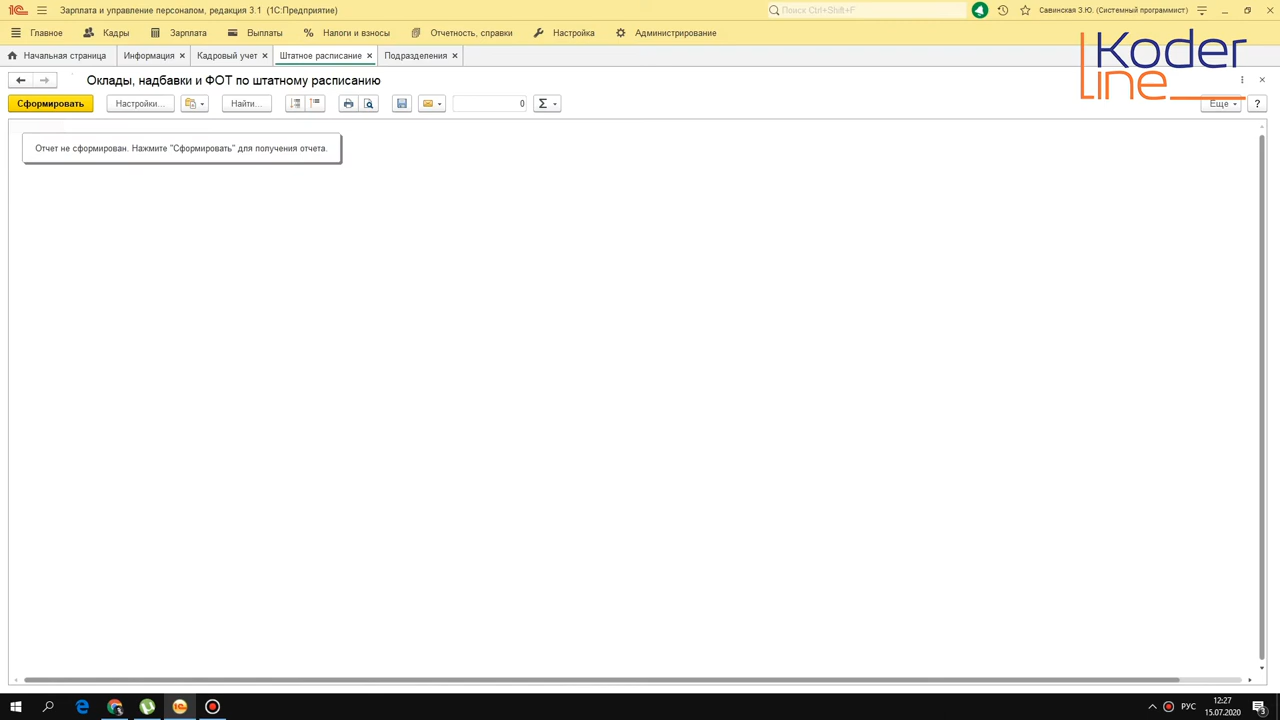 1С Зарплата и управление персоналом, редакция 3.1 (1С:Предприятие) Поиск Ctrl+Shift+F Савинская З.Ю. (Системный программист)
Главное Кадры Зарплата Выплаты Налоги и взносы Отчетность, справки Настройка Администрирование
Начальная страница Информация Кадровый учет Штатное расписание Подразделения
Koder
line
Оклады, надбавки и ФОТ по штатному расписанию
Сформировать Настройки... Найти... 0 Σ Еще ?
Отчет не сформирован. Нажмите "Сформировать" для получения отчета.
1С РУС 12:27
15.07.2020 3